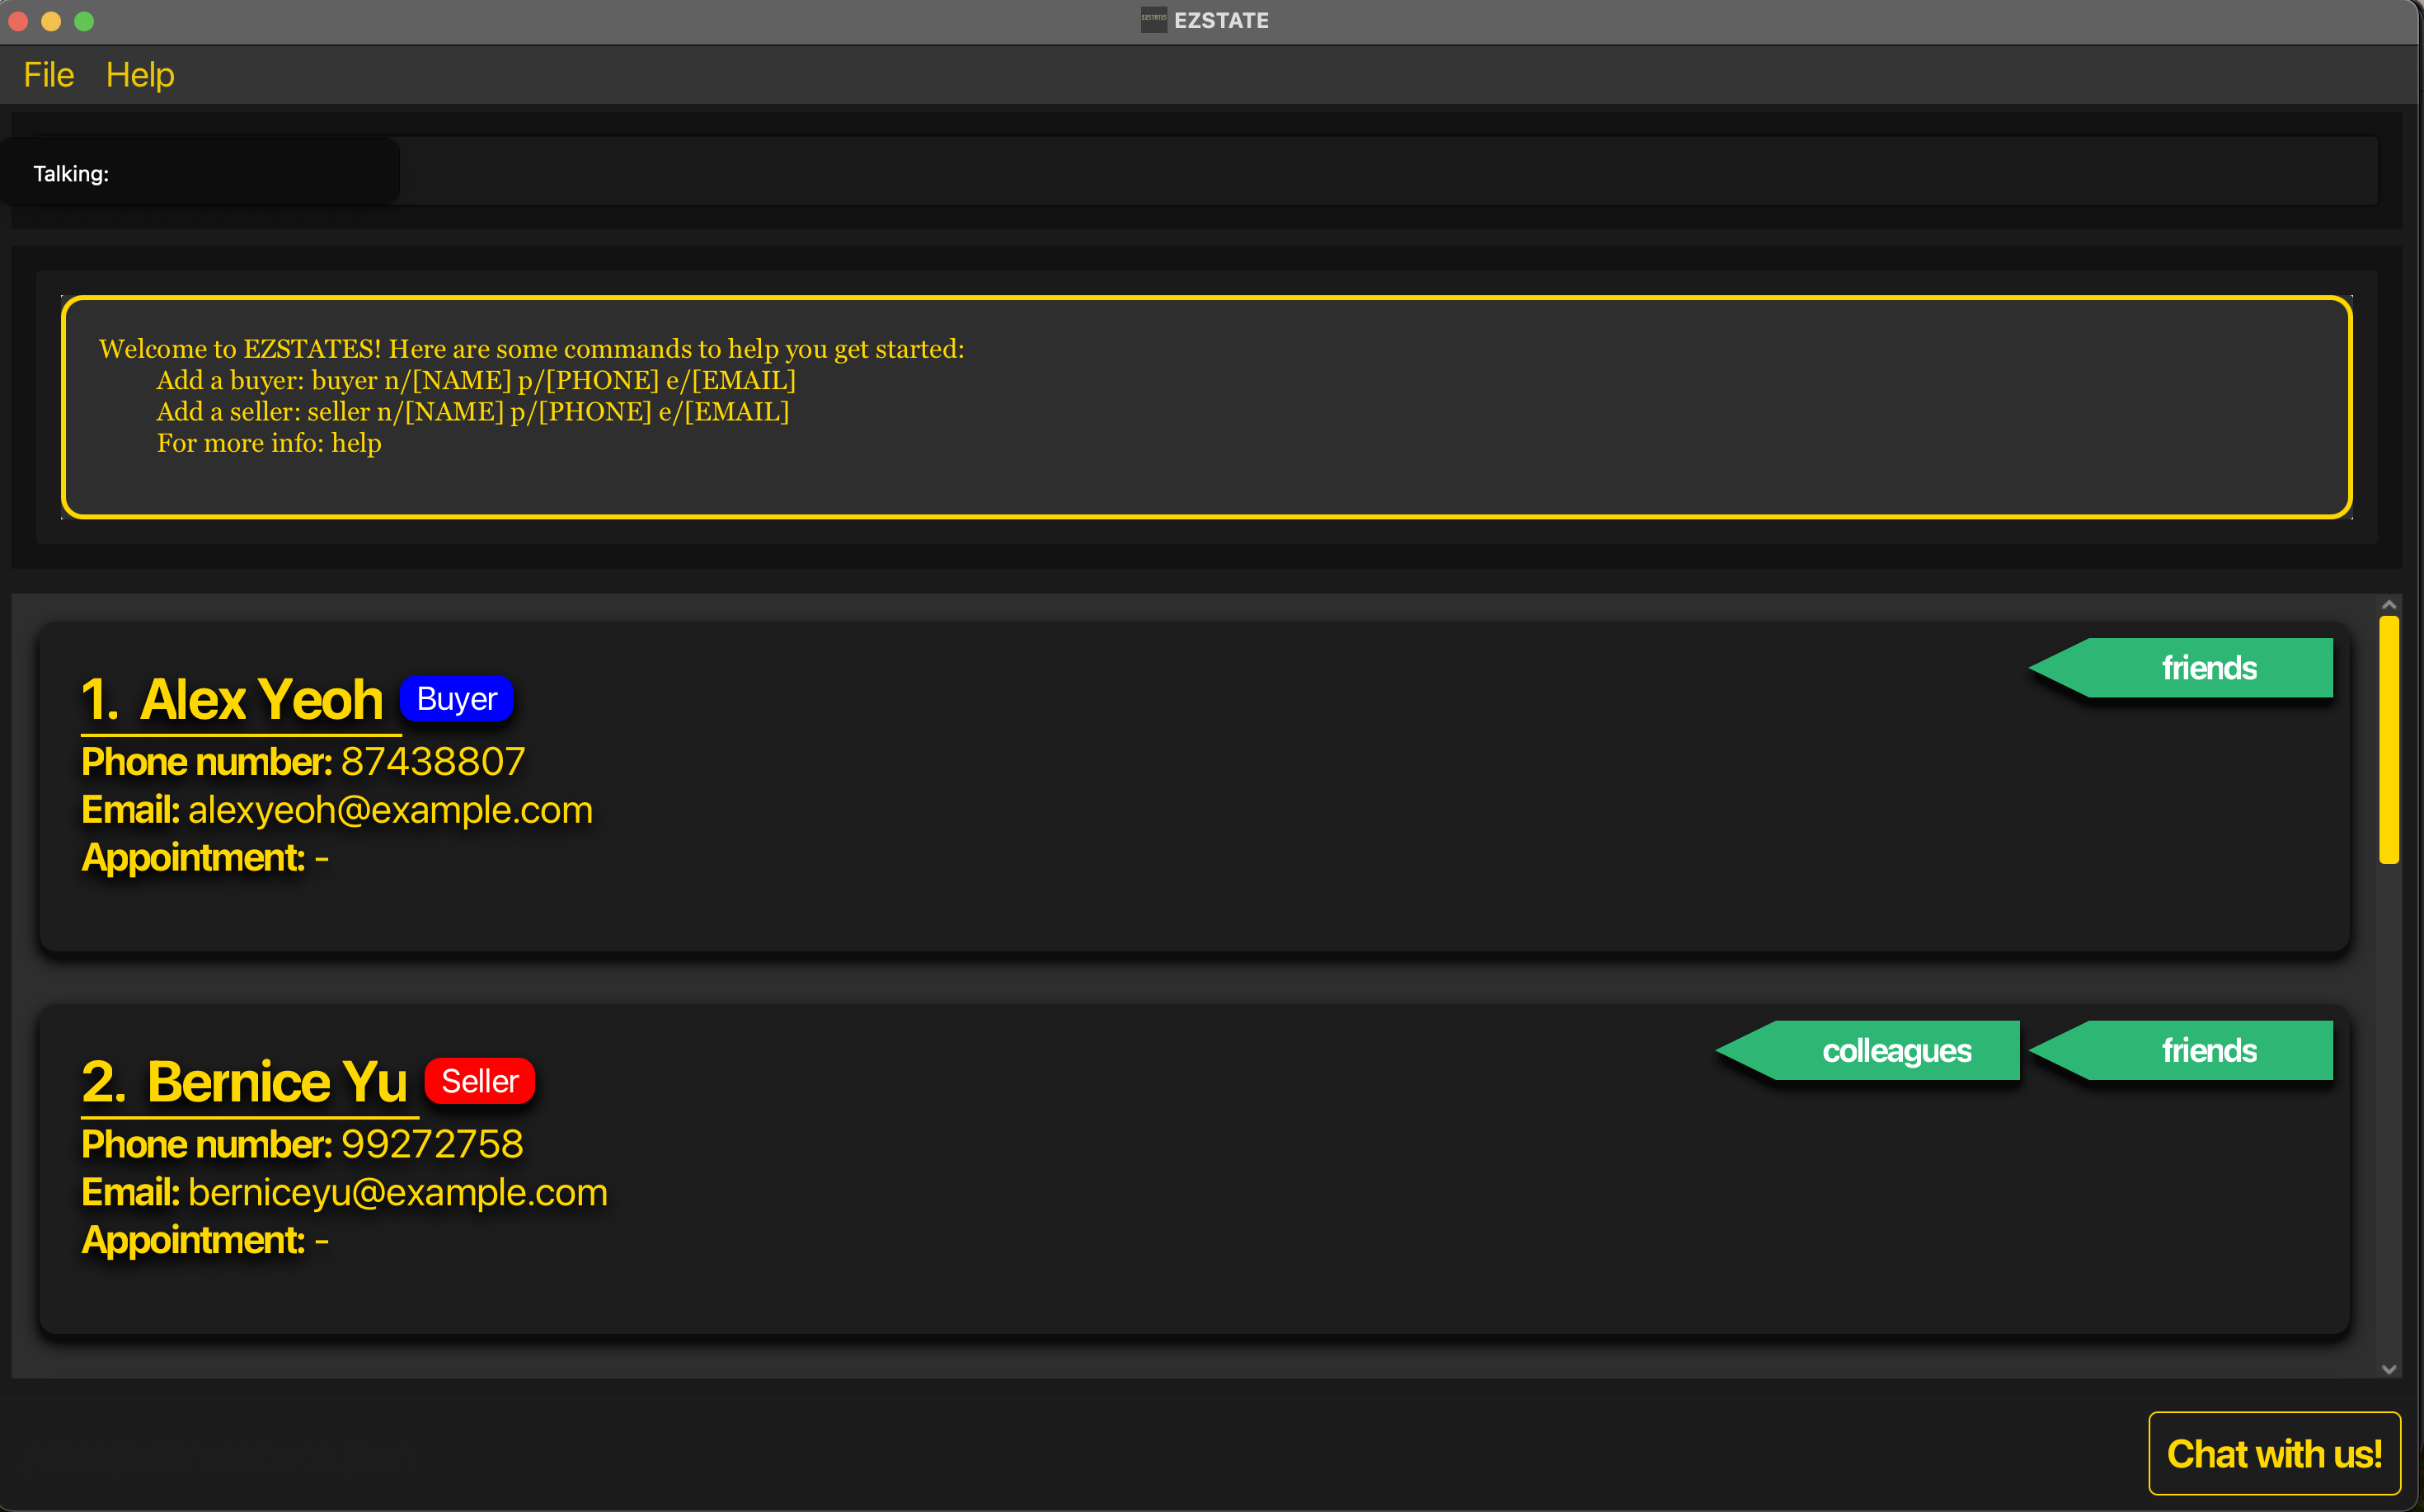 EZSTATES EZSTATE
File Help
Talking:
Welcome to EZSTATES! Here are some commands to help you get started:
Add a buyer: buyer n/[NAME] p/[PHONE] e/[EMAIL]
Add a seller: seller n/[NAME] p/[PHONE] e/[EMAIL]
For more info: help
1. Alex Yeoh Buyer friends
Phone number: 87438807
Email: alexyeoh@example.com
Appointment: -
2. Bernice Yu Seller colleagues friends
Phone number: 99272758
Email: berniceyu@example.com
Appointment: -
Chat with us!